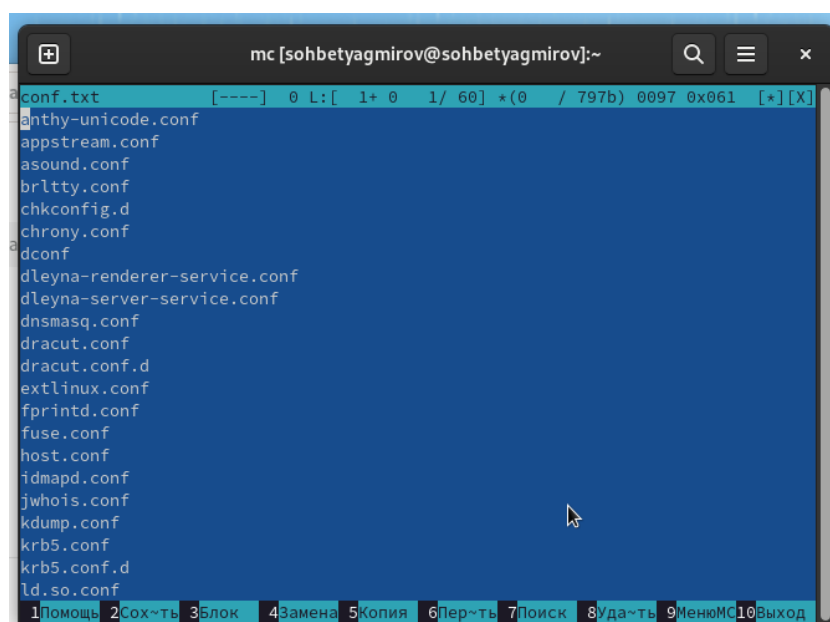 mc [sohbetyagmirov@sohbetyagmirov]:~
conf.txt [----] 0 L:[ 1+ 0 1/ 60] *(0 / 797b) 0097 0x061 [*][X]
anthy-unicode.conf
appstream.conf
asound.conf
brltty.conf
chkconfig.d
chrony.conf
dconf
dleyna-renderer-service.conf
dleyna-server-service.conf
dnsmasq.conf
dracut.conf
dracut.conf.d
extlinux.conf
fprintd.conf
fuse.conf
host.conf
idmapd.conf
jwhois.conf
kdump.conf
krb5.conf
krb5.conf.d
ld.so.conf
1Помощь 2Сох~ть 3Блок 4Замена 5Копия 6Пер~ть 7Поиск 8Уда~ть 9МенюMC 10Выход